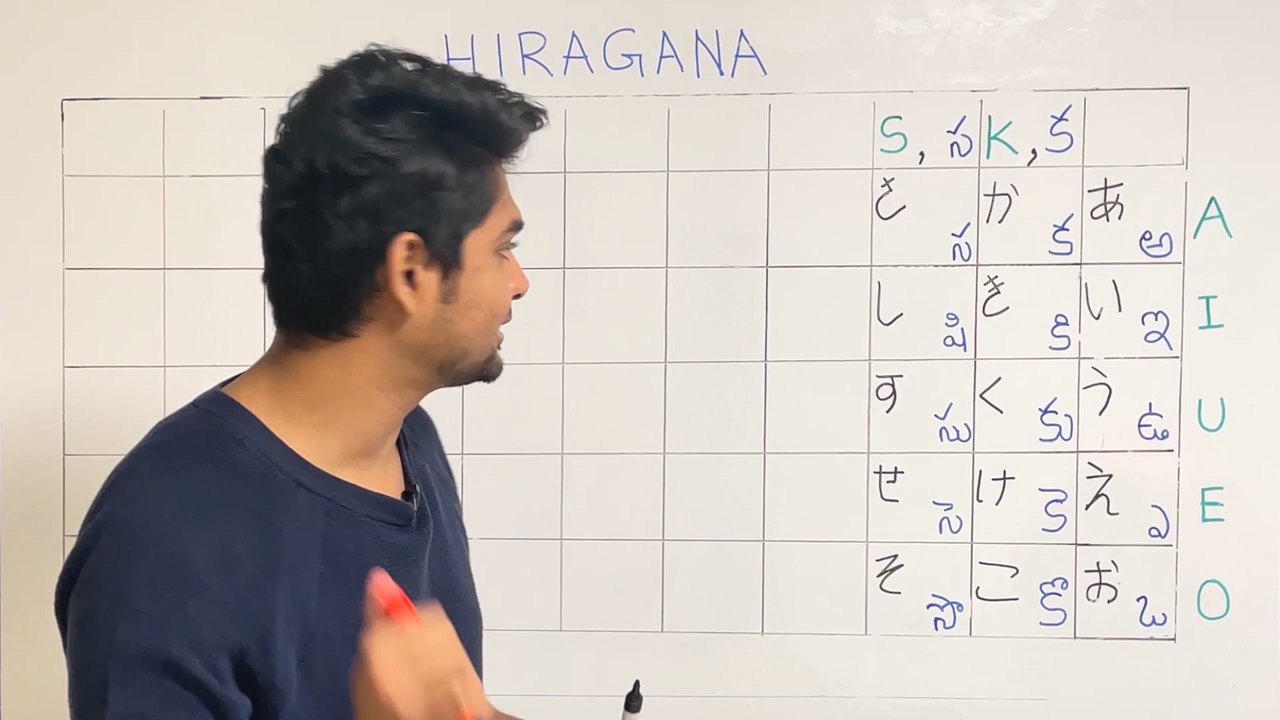 HIRAGANA
S, స K, క
さ స か క あ అ A
し షి き కి い ఇ I
す సు く కు う ఉ U
せ సె け కె え ఎ E
そ సొ こ కొ お ఒ O